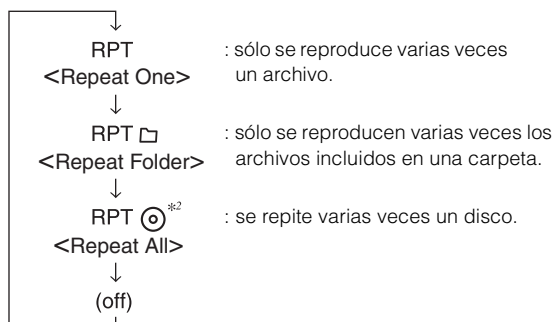 RPT : sólo se reproduce varias veces
<Repeat One> un archivo.
RPT : sólo se reproducen varias veces los
<Repeat Folder> archivos incluidos en una carpeta.
RPT *2 : se repite varias veces un disco.
<Repeat All>
(off)